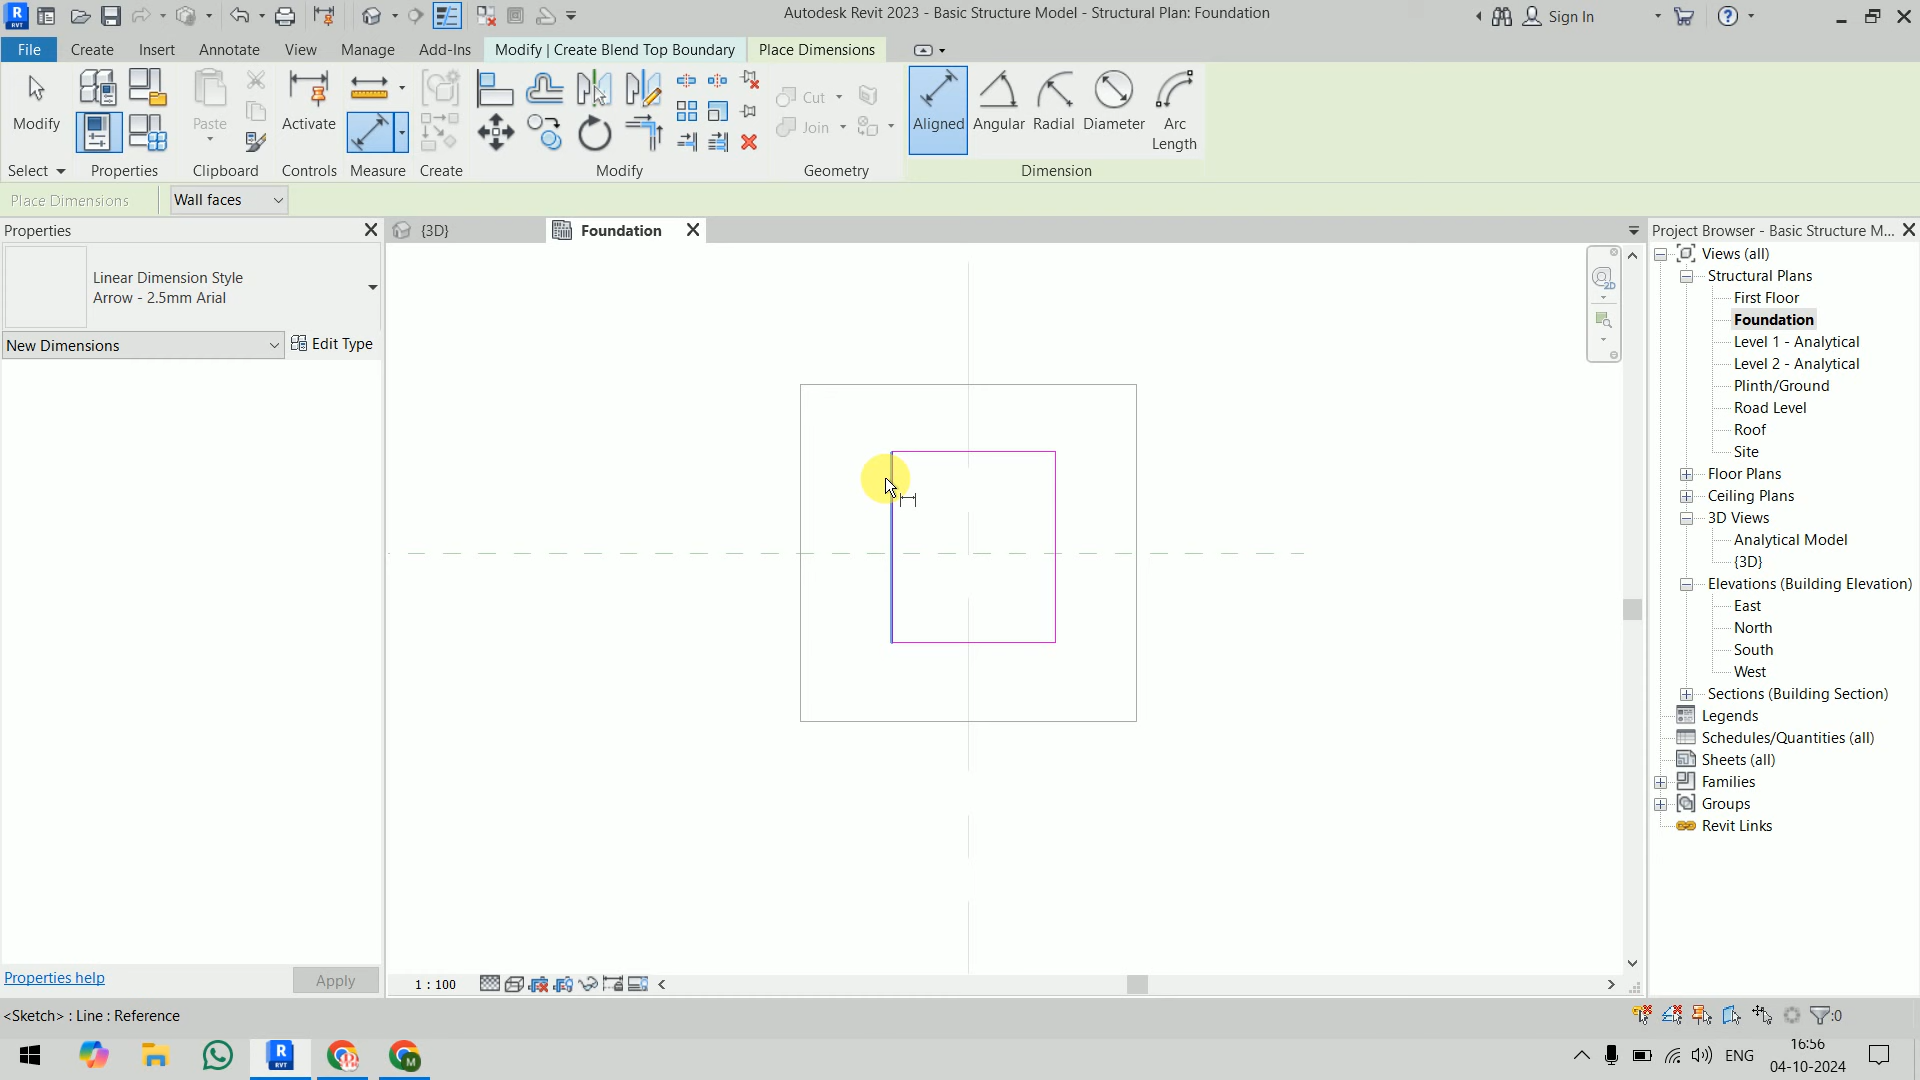 Autodesk Revit 2023 - Basic Structure Model - Structural Plan: Foundation
Sign In
File
Create
Insert
Annotate
View
Manage
Add-Ins
Modify | Create Blend Top Boundary
Place Dimensions
Modify
Paste
Activate
Cut
Join
Aligned
Angular
Radial
Diameter
Arc
Length
Select
Properties
Clipboard
Controls
Measure
Create
Modify
Geometry
Dimension
Place Dimensions
Wall faces
Properties
{3D}
Foundation
Project Browser - Basic Structure M...
Linear Dimension Style
Arrow - 2.5mm Arial
New Dimensions
Edit Type
Views (all)
Structural Plans
First Floor
Foundation
Level 1 - Analytical
Level 2 - Analytical
Plinth/Ground
Road Level
Roof
Site
Floor Plans
Ceiling Plans
3D Views
Analytical Model
{3D}
Elevations (Building Elevation)
East
North
South
West
Sections (Building Section)
Legends
Schedules/Quantities (all)
Sheets (all)
Families
Groups
Revit Links
Properties help
Apply
1 : 100
<Sketch> : Line : Reference
:0
ENG
16:56
04-10-2024